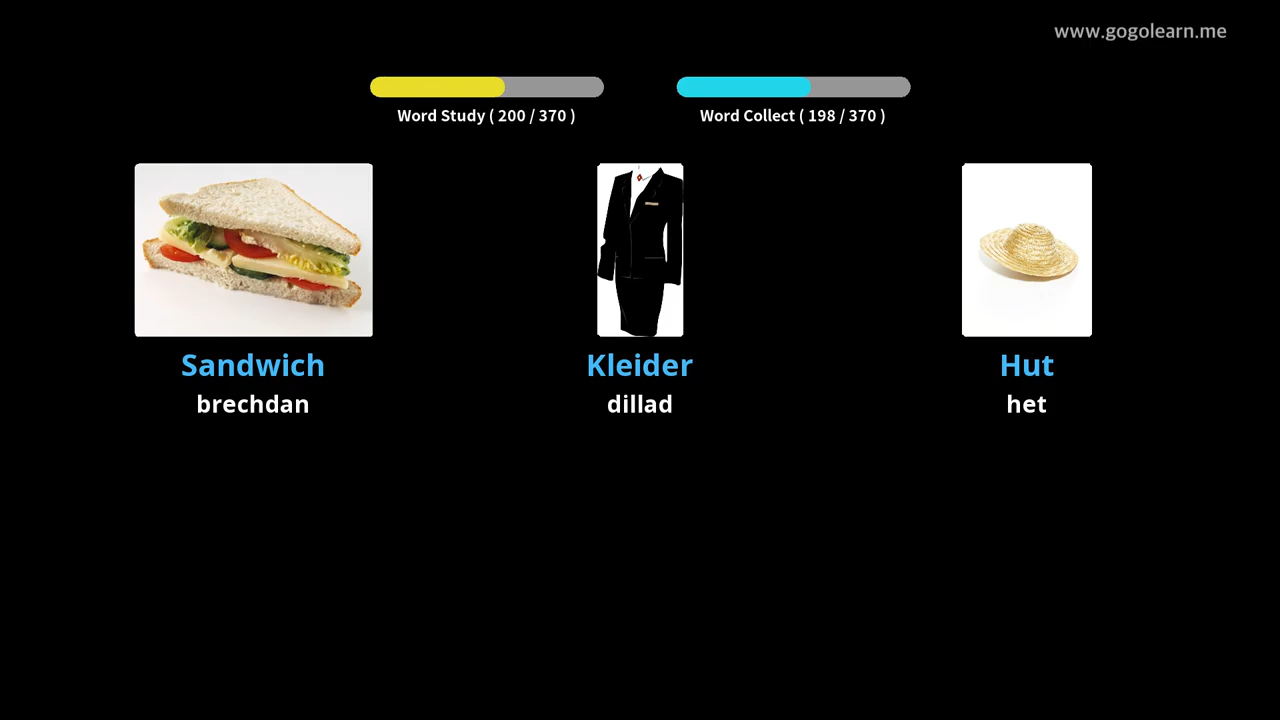 www.gogolearn.me
Word Study ( 200 / 370 )
Word Collect ( 198 / 370 )
Sandwich
brechdan
Kleider
dillad
Hut
het